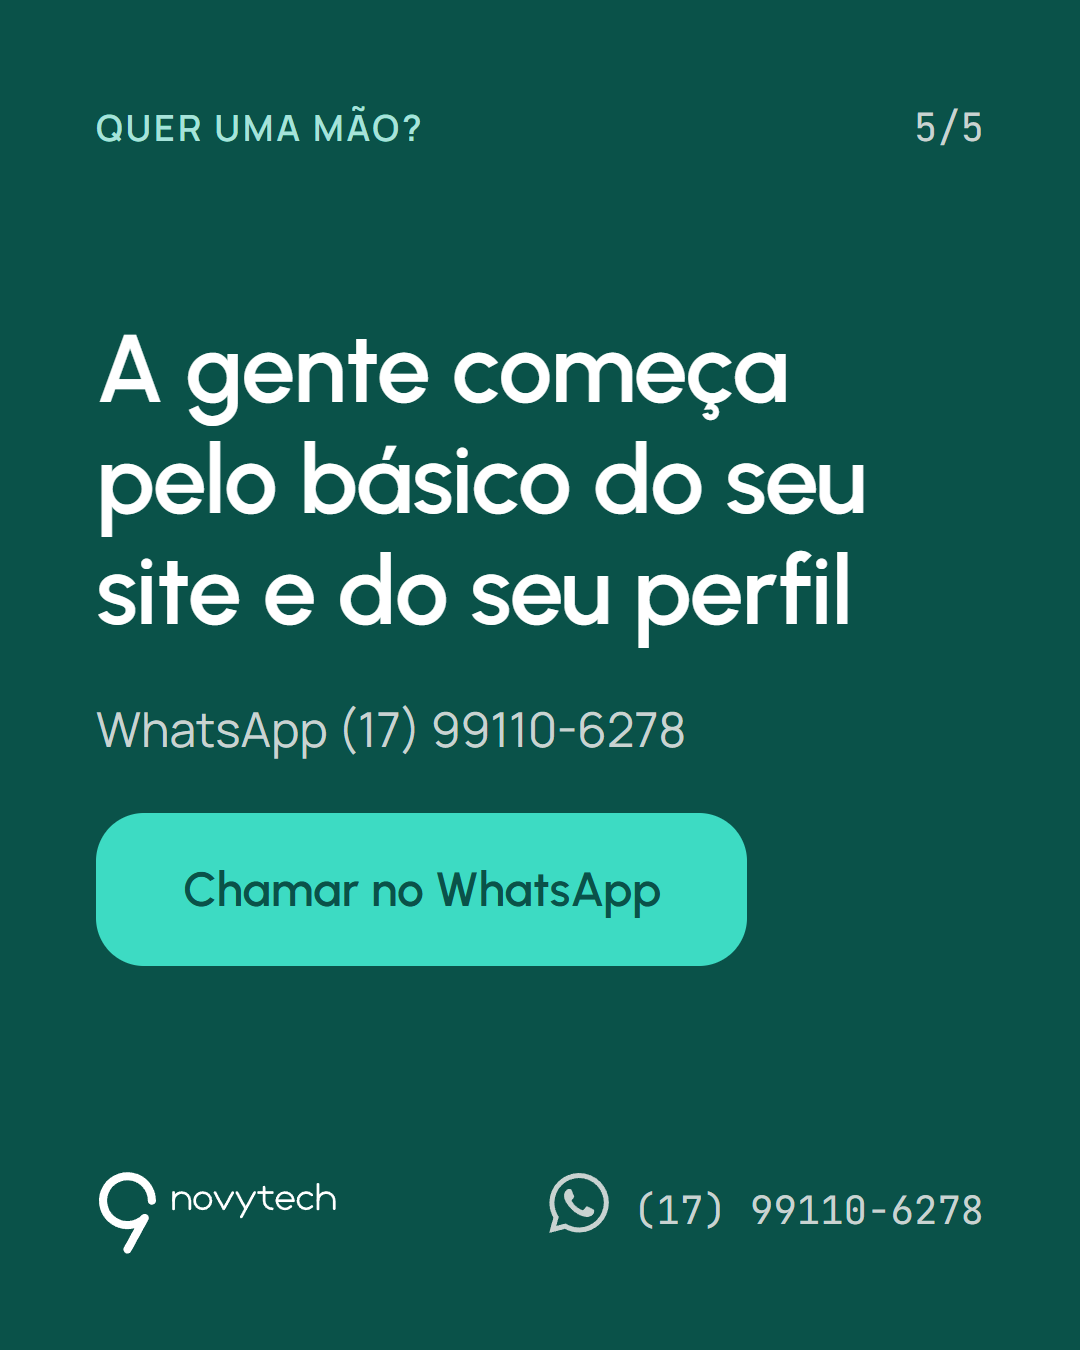 QUER UMA MÃO?
5/5
A gente começa
pelo básico do seu
site e do seu perfil
WhatsApp (17) 99110-6278
Chamar no WhatsApp
novytech
(17) 99110-6278